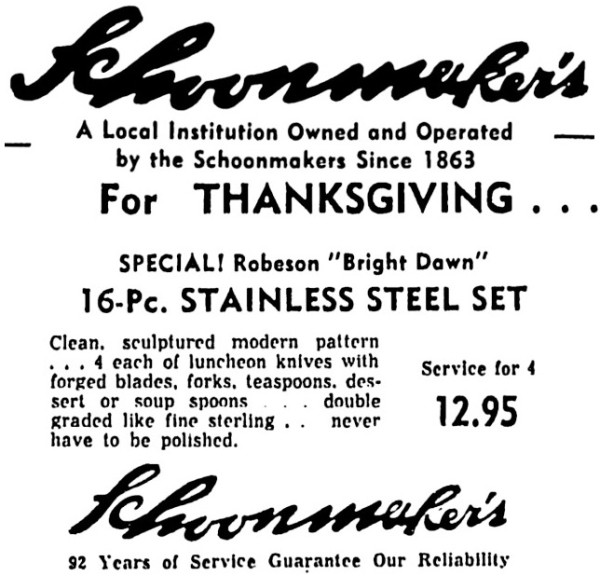 Schoonmaker's
A Local Institution Owned and Operated
by the Schoonmakers Since 1863
For THANKSGIVING . . .
SPECIAL! Robeson "Bright Dawn"
16-Pc. STAINLESS STEEL SET
Clean, sculptured modern pattern
. . . 4 each of luncheon knives with
forged blades, forks, teaspoons, des-
sert or soup spoons . . . double
graded like fine sterling . . never
have to be polished.
Service for 4
12.95
Schoonmaker's
92 Years of Service Guarantee Our Reliability